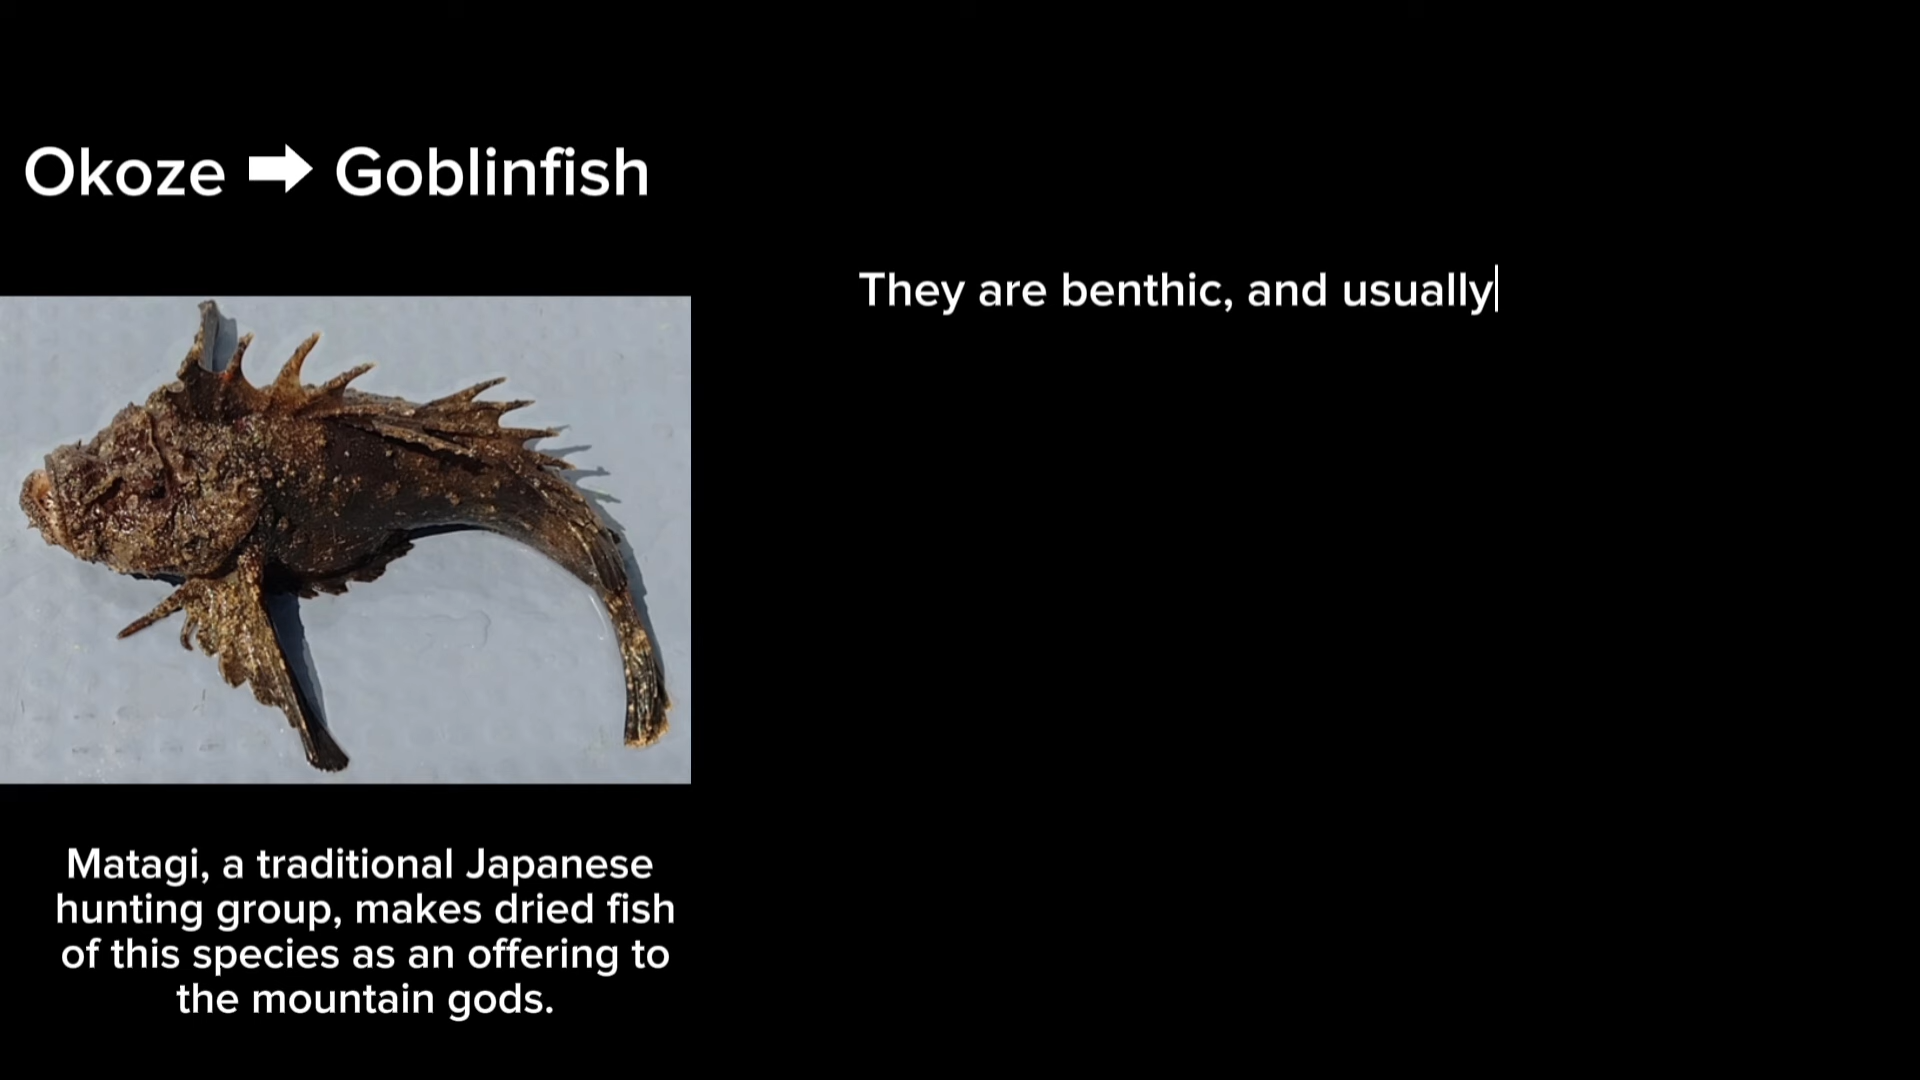 Okoze ➡ Goblinfish
They are benthic, and usually
Matagi, a traditional Japanese
hunting group, makes dried fish
of this species as an offering to
the mountain gods.